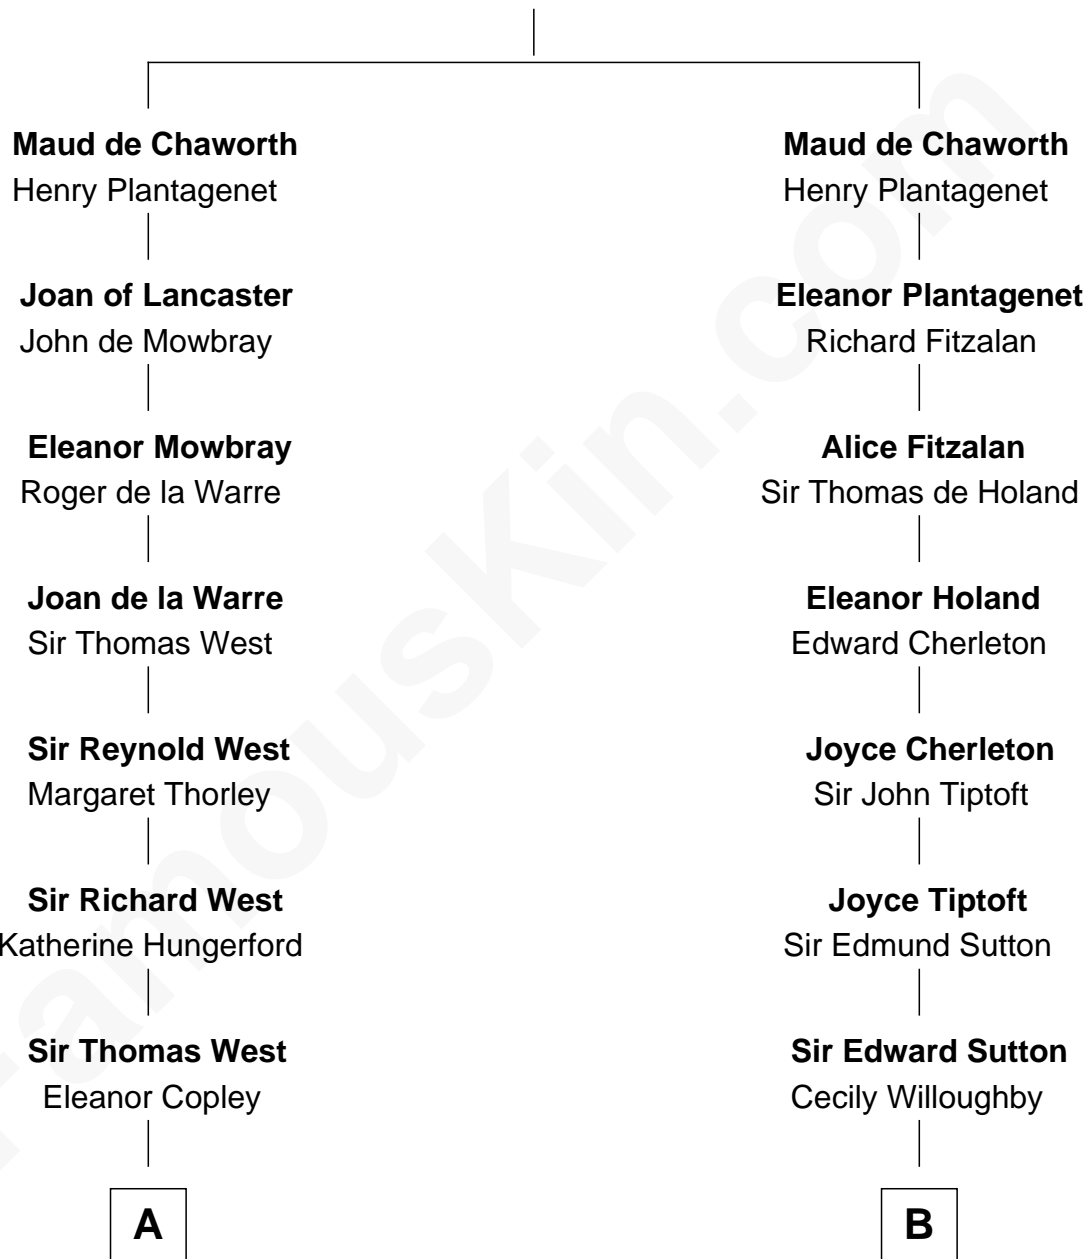 Maud de Chaworth
Henry Plantagenet
Joan of Lancaster
John de Mowbray
Eleanor Mowbray
Roger de la Warre
Joan de la Warre
Sir Thomas West
Sir Reynold West
Margaret Thorley
Sir Richard West
Katherine Hungerford
Sir Thomas West
Eleanor Copley
A
Maud de Chaworth
Henry Plantagenet
Eleanor Plantagenet
Richard Fitzalan
Alice Fitzalan
Sir Thomas de Holand
Eleanor Holand
Edward Cherleton
Joyce Cherleton
Sir John Tiptoft
Joyce Tiptoft
Sir Edmund Sutton
Sir Edward Sutton
Cecily Willoughby
B
FamousKin.com